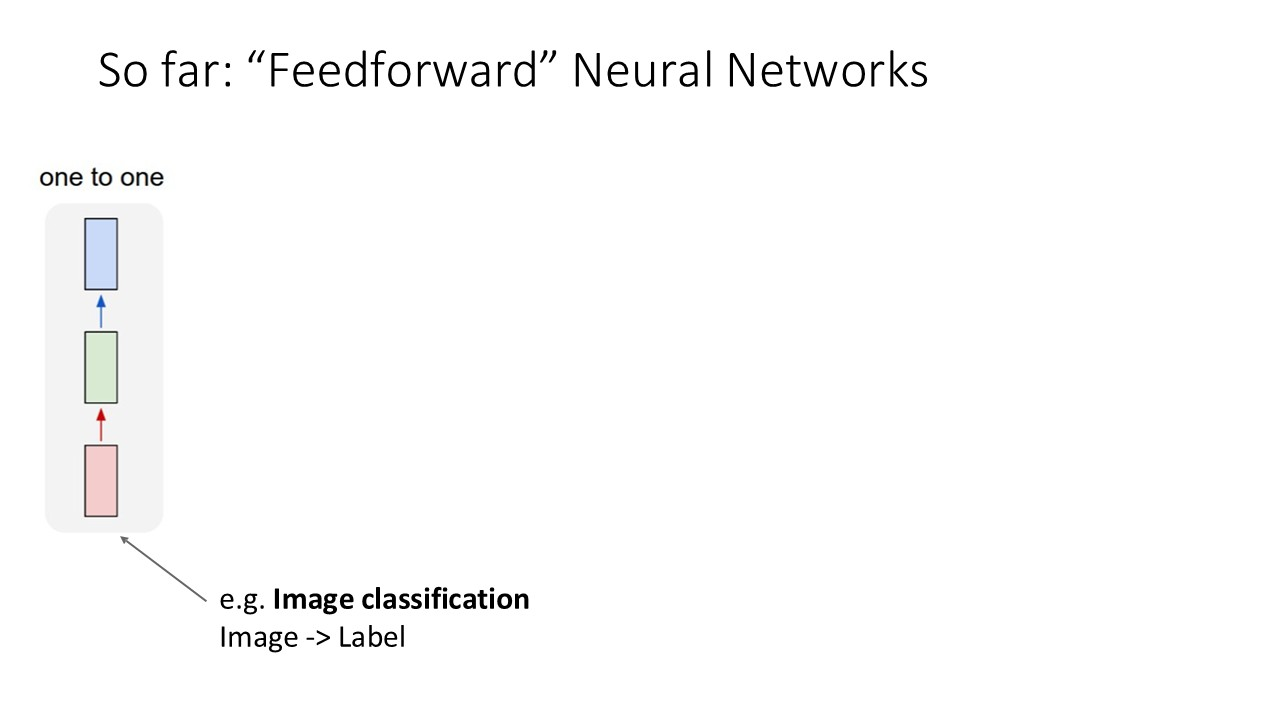 So far: “Feedforward” Neural Networks
one to one
e.g. Image classification
Image -> Label